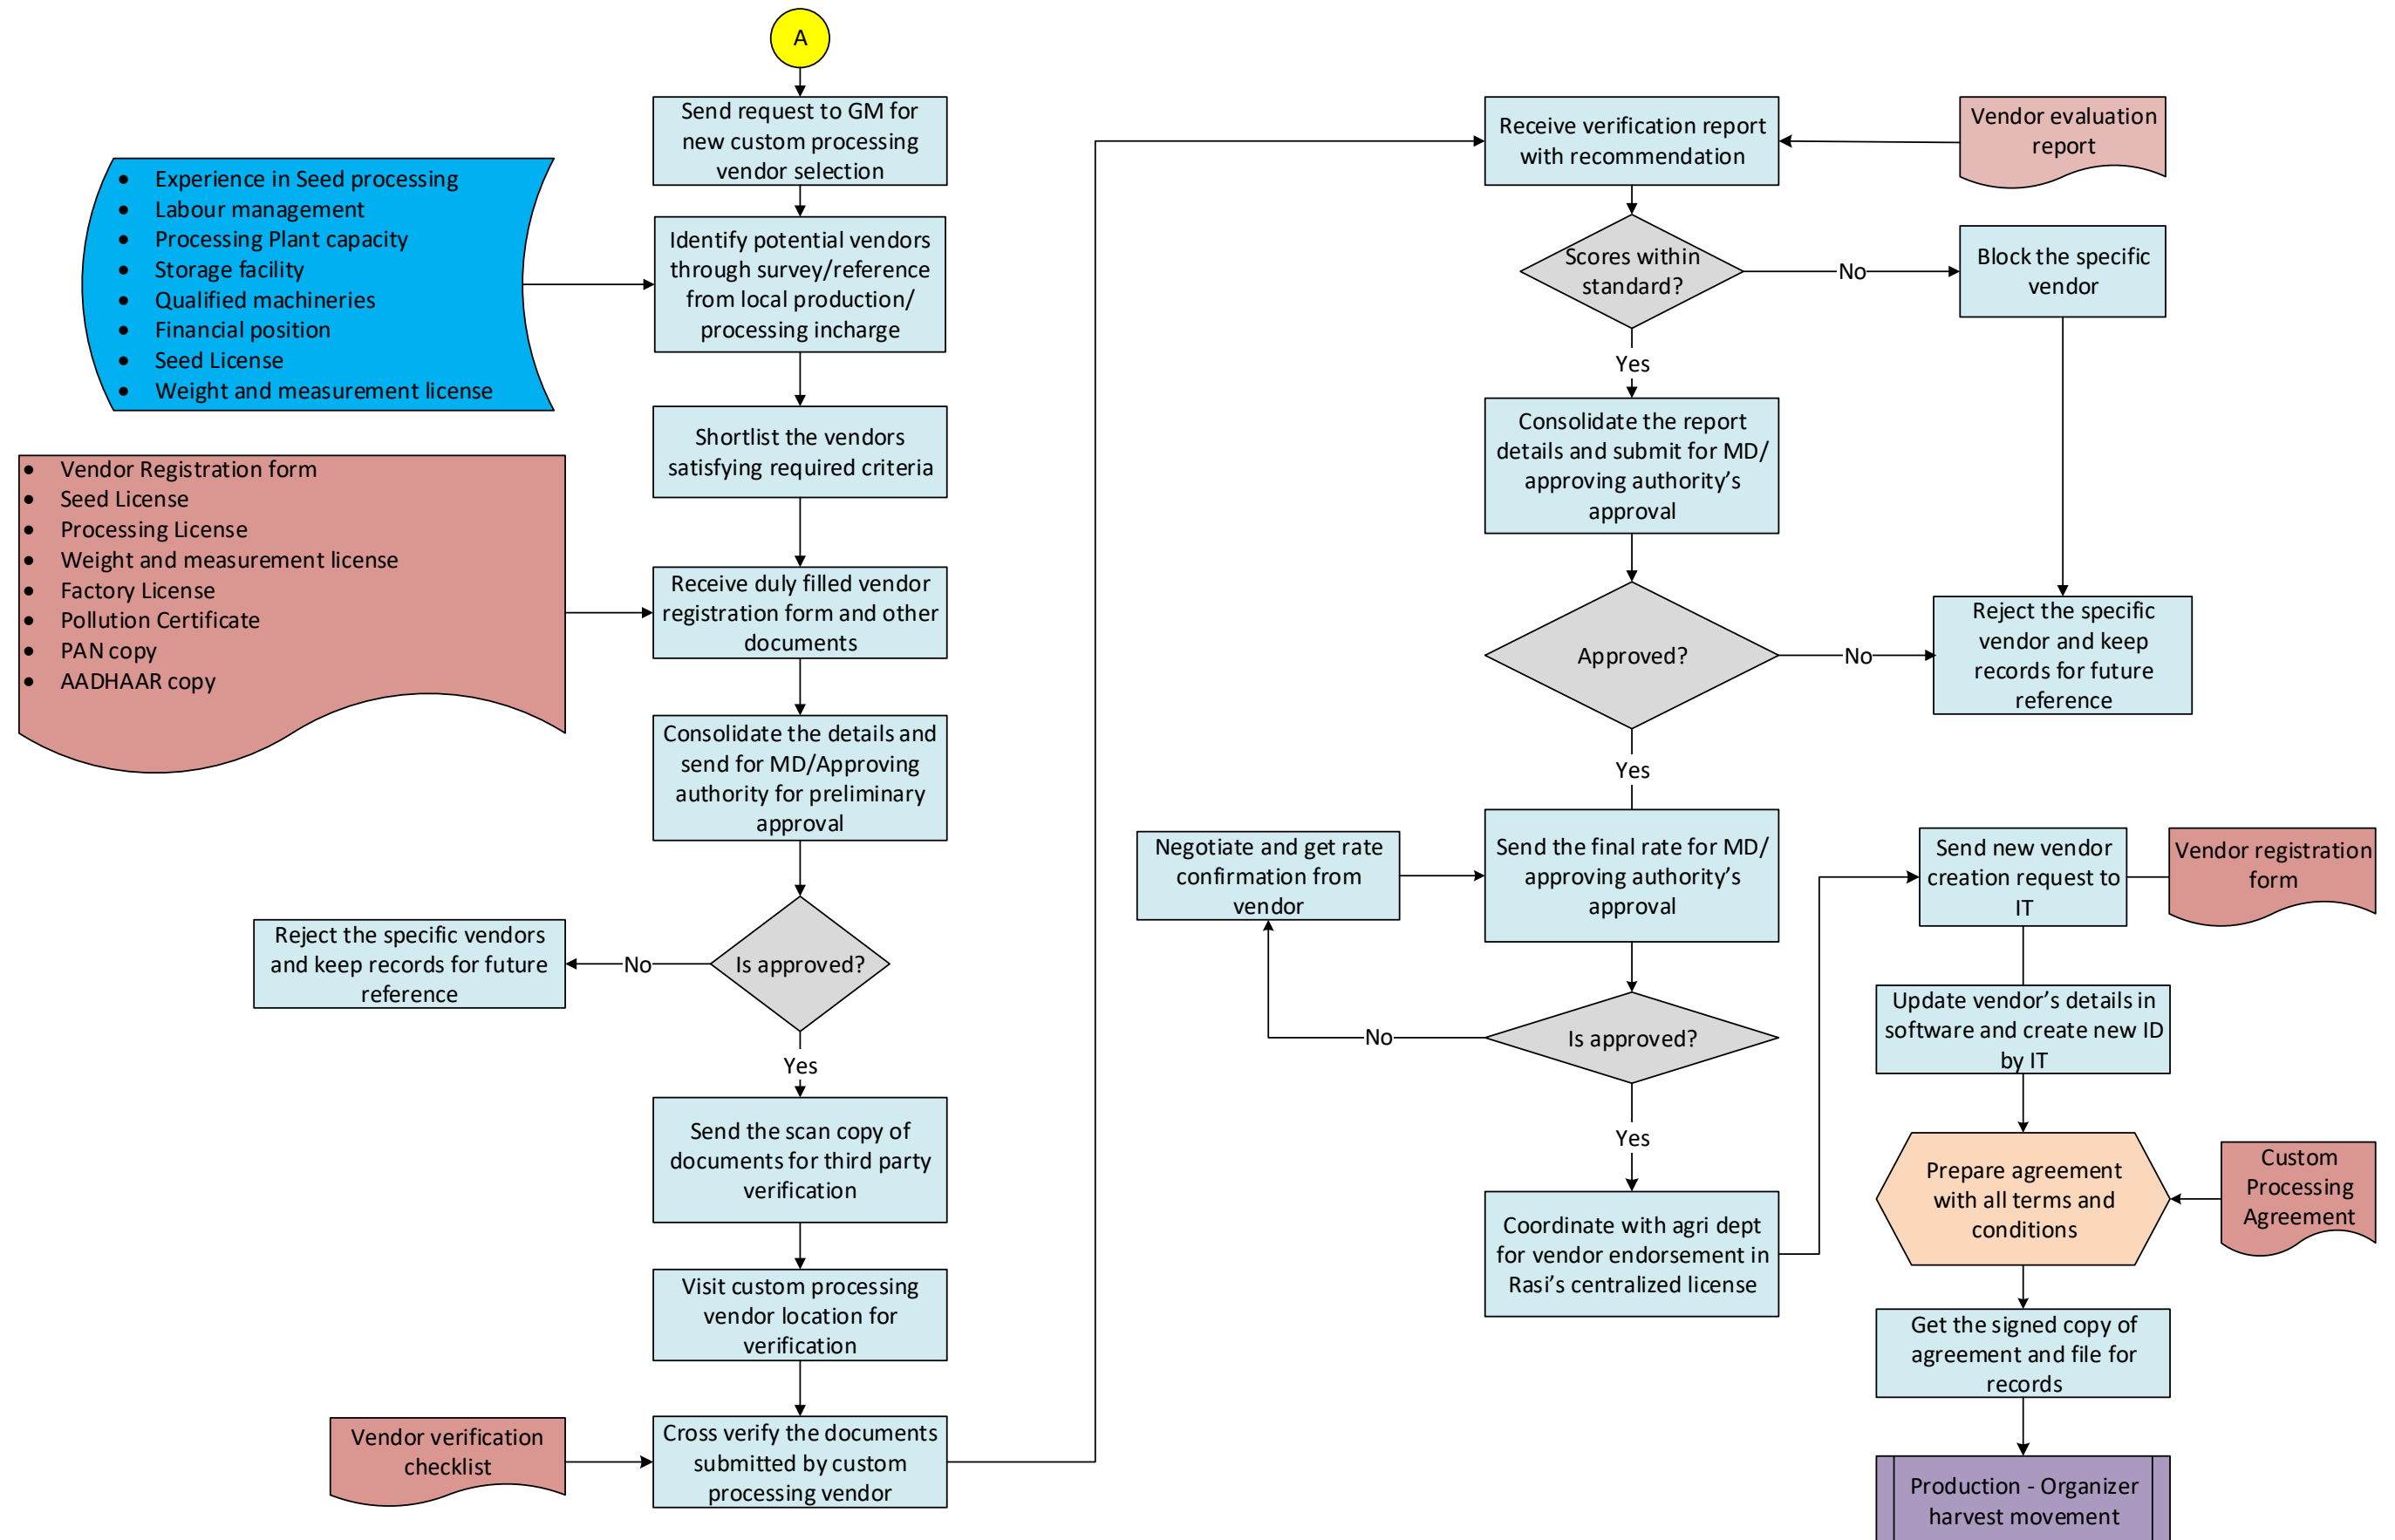 A
Send request to GM for
new custom processing
vendor selection
• Experience in Seed processing
• Labour management
• Processing Plant capacity
• Storage facility
• Qualified machineries
• Financial position
• Seed License
• Weight and measurement license
Identify potential vendors
through survey/reference
from local production/
processing incharge
Shortlist the vendors
satisfying required criteria
• Vendor Registration form
• Seed License
• Processing License
• Weight and measurement license
• Factory License
• Pollution Certificate
• PAN copy
• AADHAAR copy
Receive duly filled vendor
registration form and other
documents
Consolidate the details and
send for MD/Approving
authority for preliminary
approval
Is approved?
No
Reject the specific vendors
and keep records for future
reference
Yes
Send the scan copy of
documents for third party
verification
Visit custom processing
vendor location for
verification
Vendor verification
checklist
Cross verify the documents
submitted by custom
processing vendor
Receive verification report
with recommendation
Vendor evaluation
report
Scores within
standard?
No
Block the specific
vendor
Yes
Consolidate the report
details and submit for MD/
approving authority’s
approval
Approved?
No
Reject the specific
vendor and keep
records for future
reference
Yes
Negotiate and get rate
confirmation from
vendor
Send the final rate for MD/
approving authority’s
approval
Is approved?
No
Yes
Coordinate with agri dept
for vendor endorsement in
Rasi’s centralized license
Send new vendor
creation request to
IT
Vendor registration
form
Update vendor’s details in
software and create new ID
by IT
Prepare agreement
with all terms and
conditions
Custom
Processing
Agreement
Get the signed copy of
agreement and file for
records
Production - Organizer
harvest movement